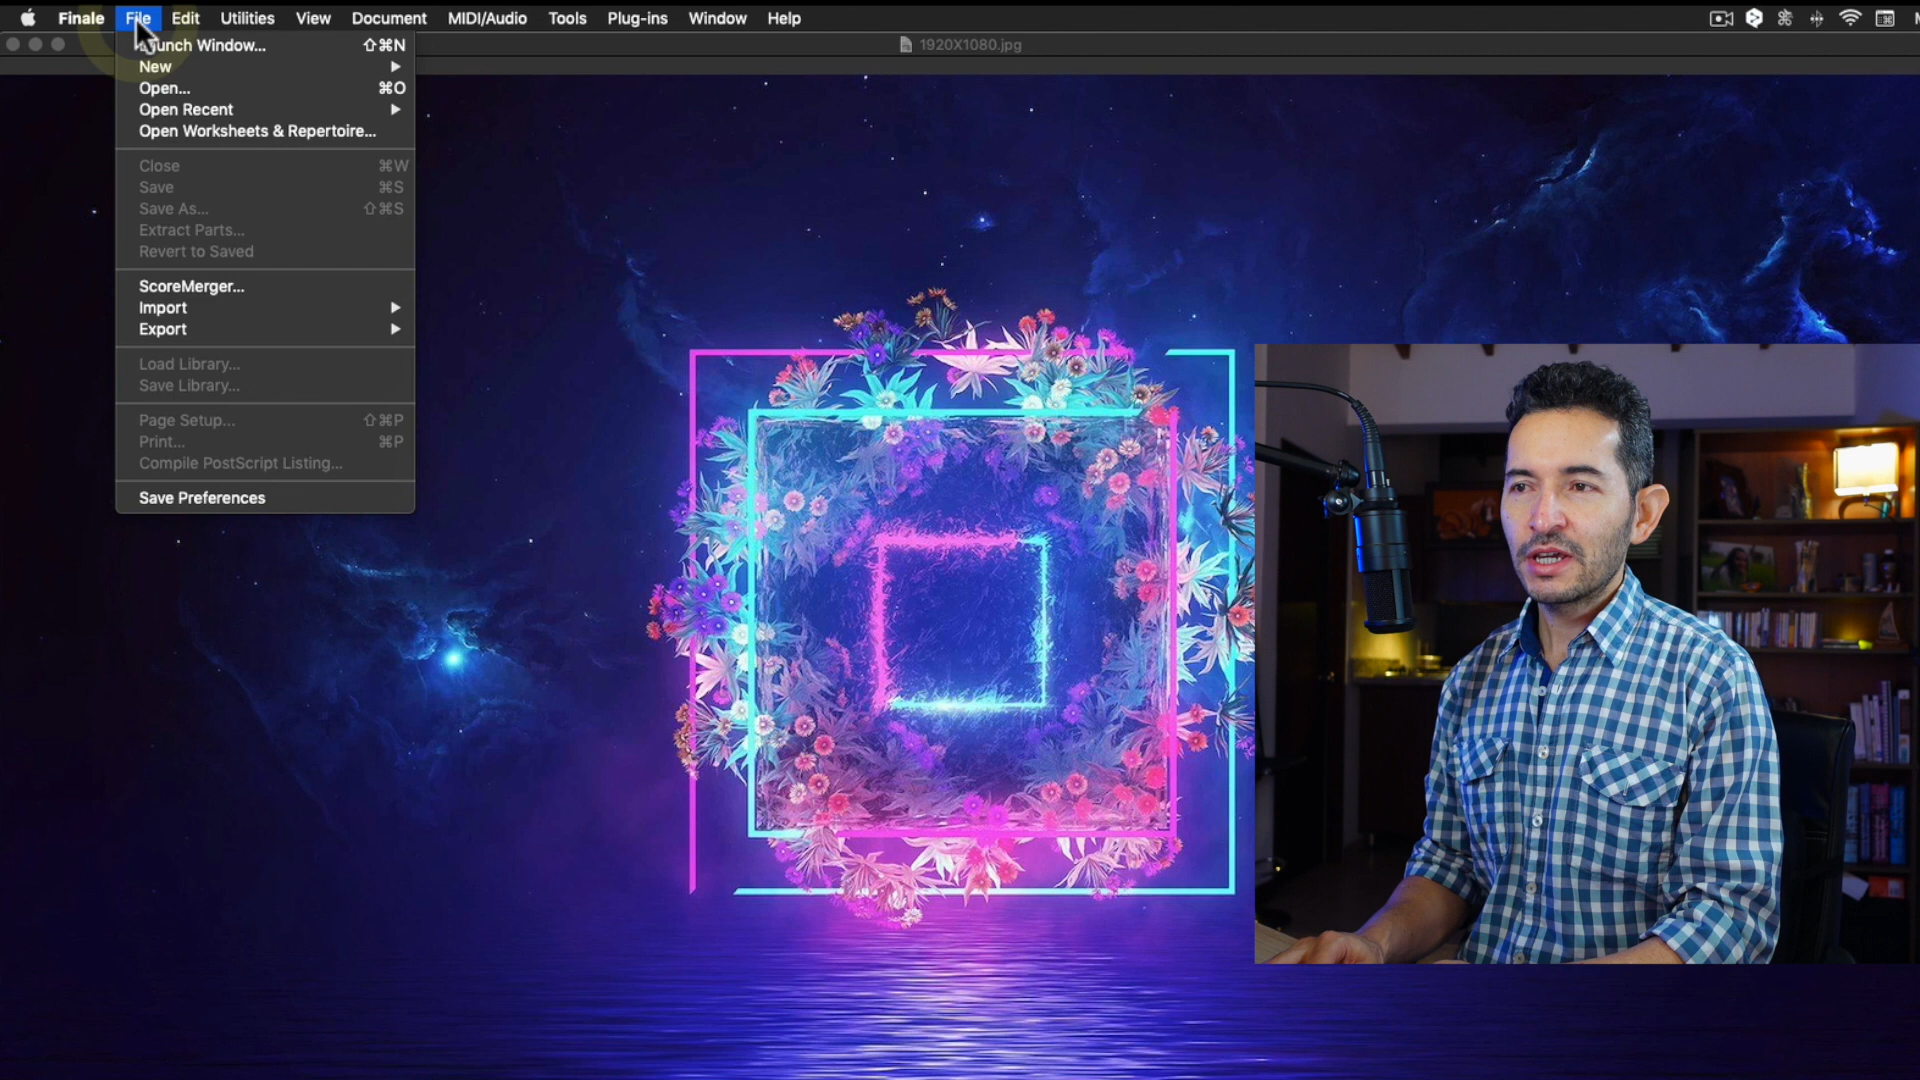 Finale File Edit Utilities View Document MIDI/Audio Tools Plug-ins Window Help
1920X1080.jpg
unch Window... ⇧⌘N
New
Open... ⌘O
Open Recent
Open Worksheets & Repertoire...
Close ⌘W
Save ⌘S
Save As... ⇧⌘S
Extract Parts...
Revert to Saved
ScoreMerger...
Import
Export
Load Library...
Save Library...
Page Setup... ⇧⌘P
Print... ⌘P
Compile PostScript Listing...
Save Preferences